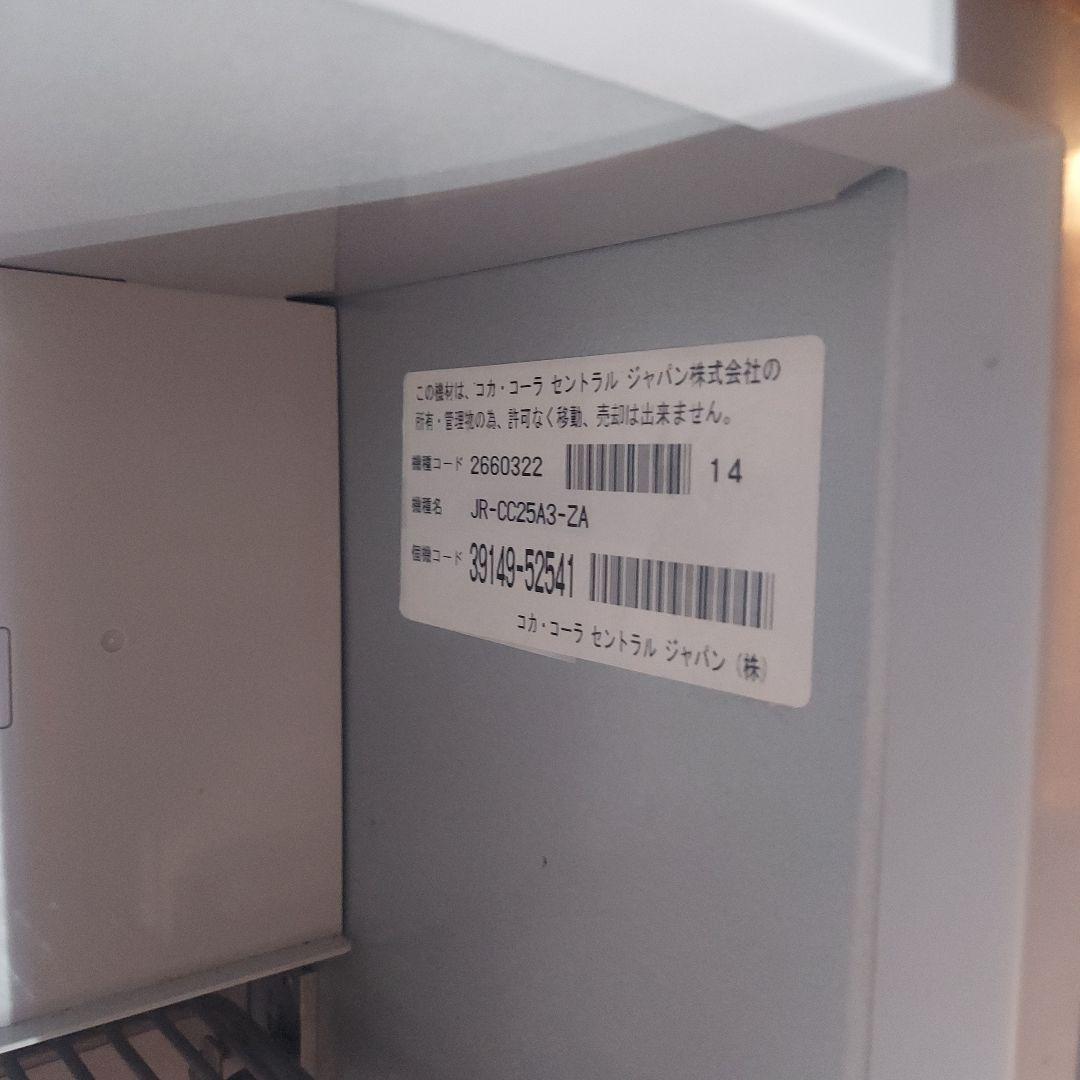 この機材は、コカ・コーラ セントラル ジャパン株式会社の
所有・管理物の為、許可なく移動、売却は出来ません。
機種コード 2660322 14
機種名 JR-CC25A3-ZA
個機コード 39149-52541
コカ・コーラ セントラル ジャパン (株)